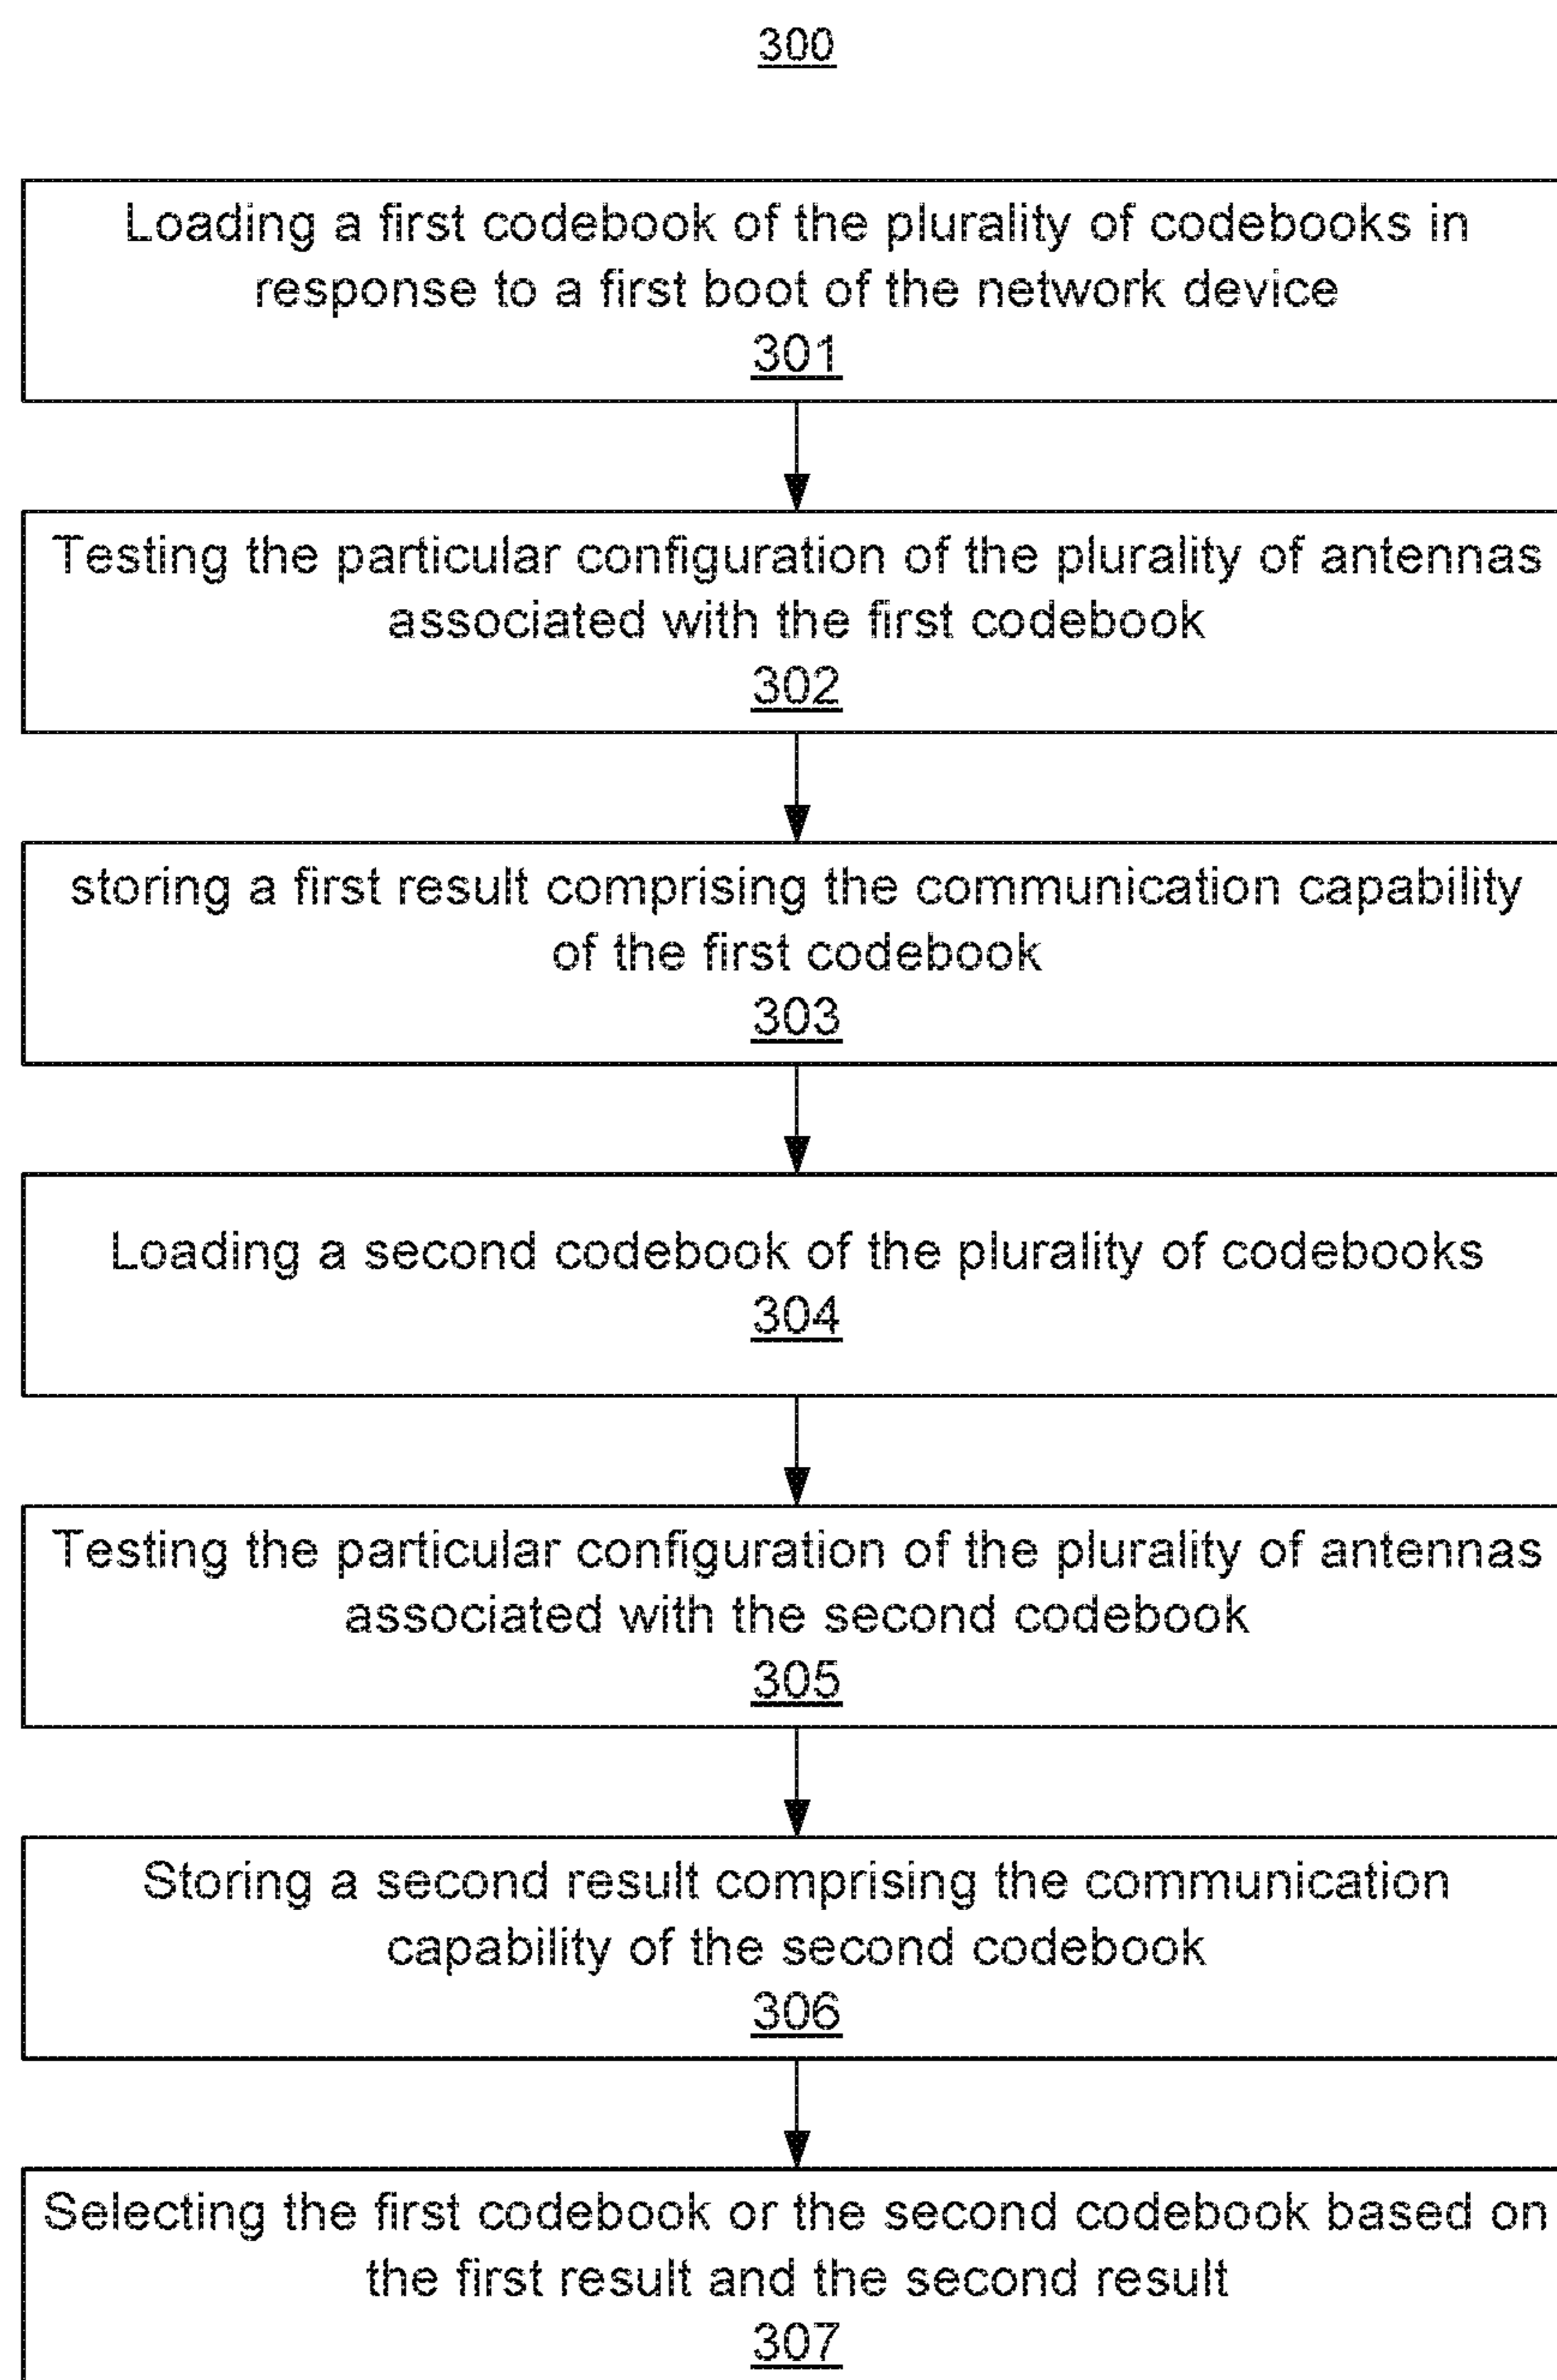 300
Loading a first codebook of the plurality of codebooks in
response to a first boot of the network device
301
Testing the particular configuration of the plurality of antennas
associated with the first codebook
302
storing a first result comprising the communication capability
of the first codebook
303
Loading a second codebook of the plurality of codebooks
304
Testing the particular configuration of the plurality of antennas
associated with the second codebook
305
Storing a second result comprising the communication
capability of the second codebook
306
Selecting the first codebook or the second codebook based on
the first result and the second result
307